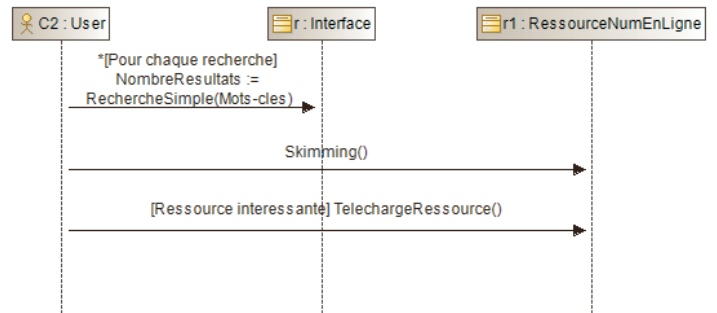 C2 : User
r : Interface
r1 : RessourceNumEnLigne
*[Pour chaque recherche]
NombreResultats :=
RechercheSimple(Mots-cles)
Skimming()
[Ressource interessante] TelechargeRessource()